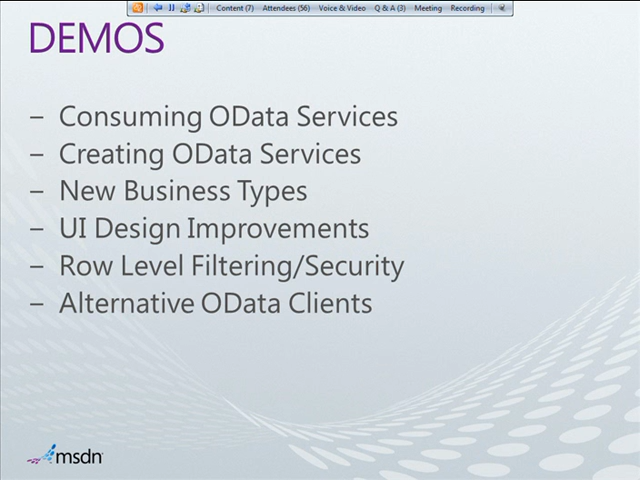 Content (7) Attendees (56) Voice & Video Q & A (3) Meeting Recording
DEMOS
– Consuming OData Services
– Creating OData Services
– New Business Types
– UI Design Improvements
– Row Level Filtering/Security
– Alternative OData Clients
msdn